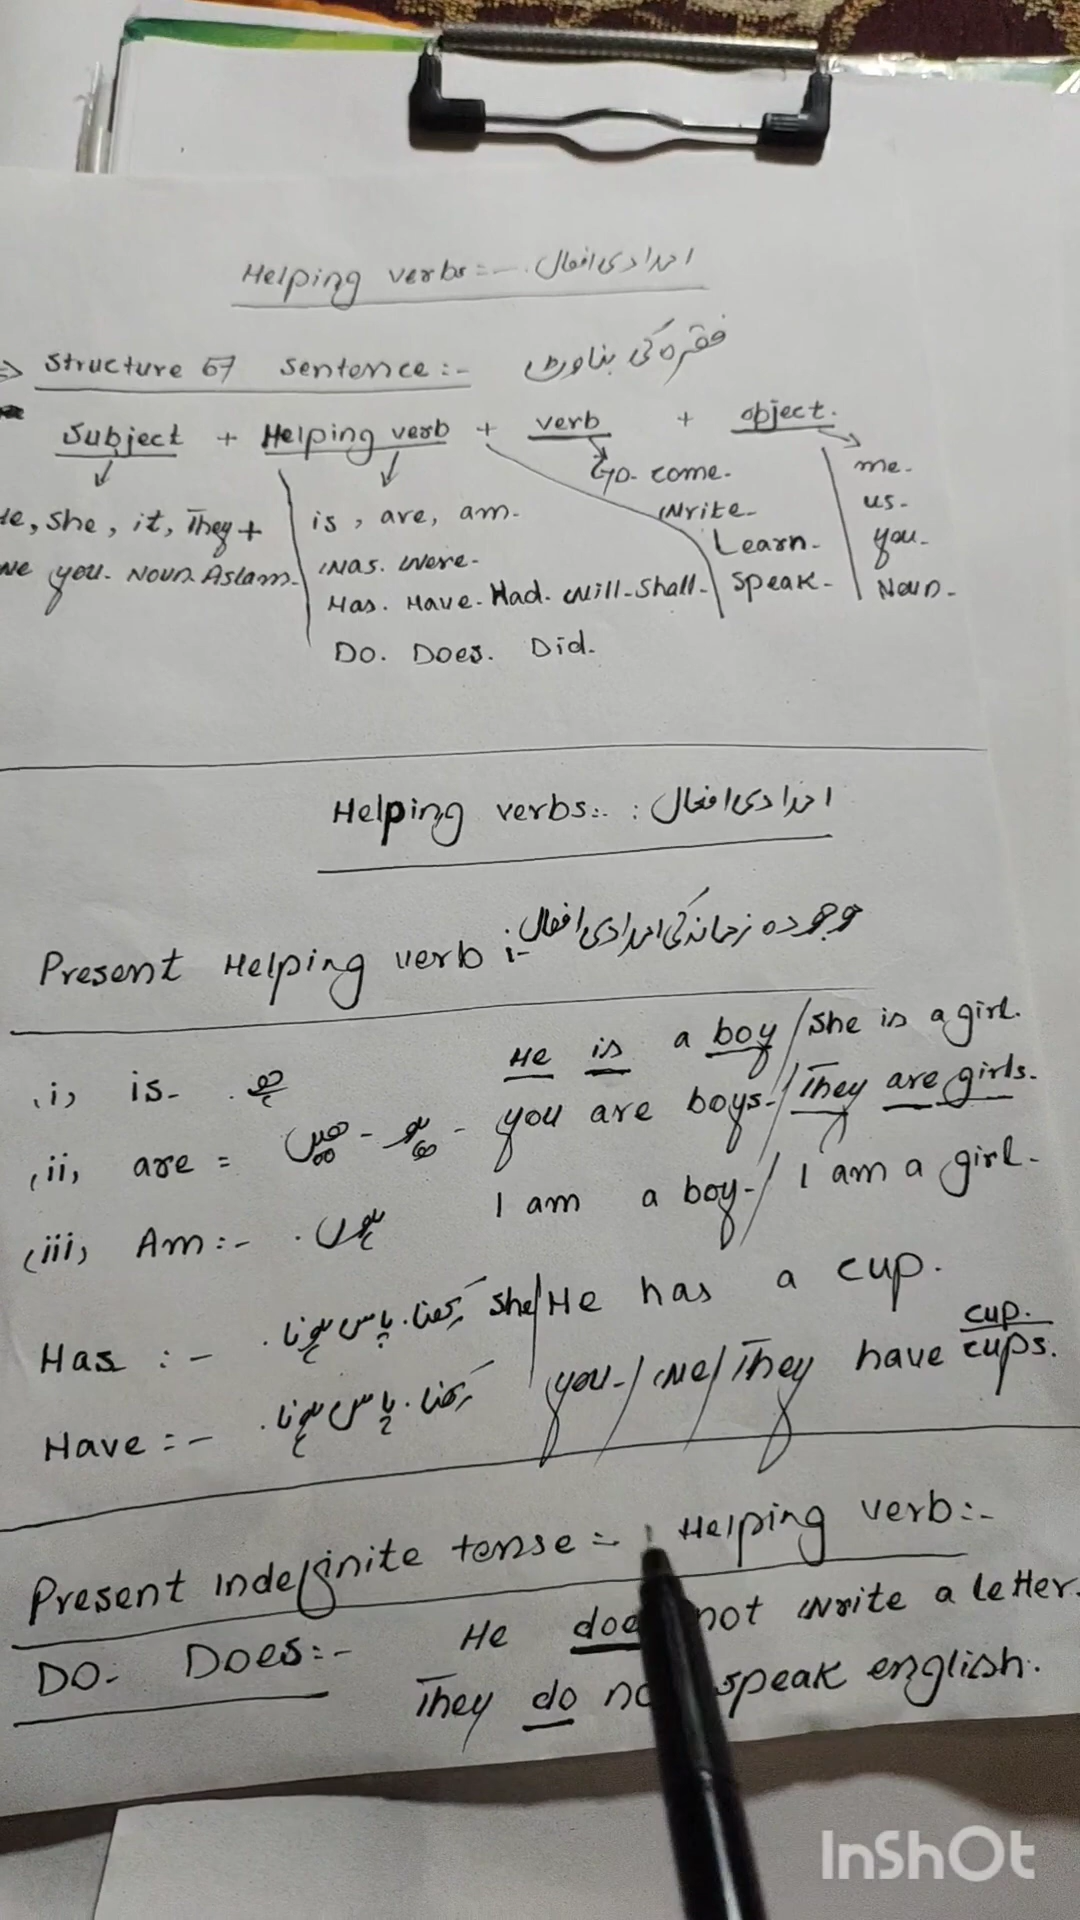 Helping verbs:- امدادی افعال
=> Structure of sentence:- فقرہ کی بناوٹ
Subject + Helping verb + verb + object.
Go. come. me.
He, She, it, They + is, are, am. Write. us.
we you. Noun. Aslam. Was. Were. Learn. you.
Has. Have. Had. Will. Shall. Speak. Noun.
Do. Does. Did.
Helping verbs:. : امدادی افعال
Present Helping verb :- موجودہ زمانہ کی امدادی افعال
(i) is- ہے. He is a boy / she is a girl.
(ii) are = ہیں - ہو - you are boys. / They are girls.
(iii) Am:- ہوں. I am a boy. / I am a girl.
Has :- رکھنا. پاس ہونا. She/He has a cup.
cup.
Have :- رکھنا. پاس ہونا. you / We / They have cups.
Present indefinite tense :- Helping verb:-
DO. Does:- He does not write a letter.
They do not speak english.
InShOt